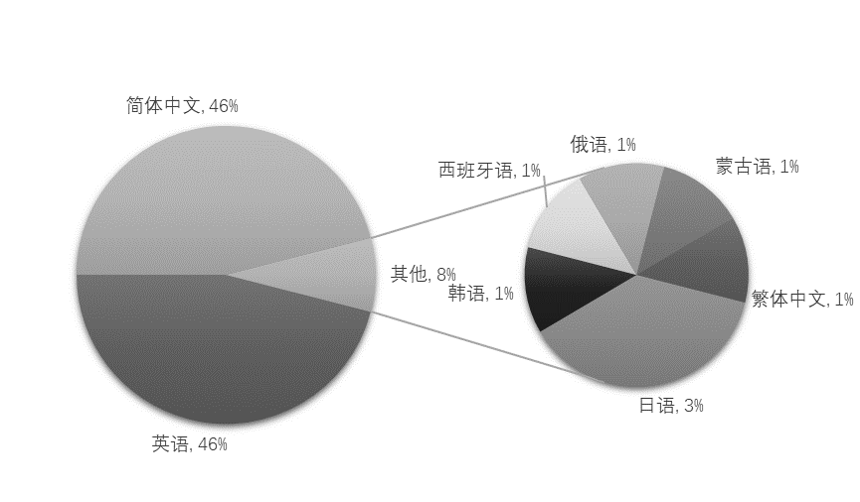 简体中文, 46%
俄语, 1%
西班牙语, 1%
蒙古语, 1%
其他, 8%
韩语, 1%
繁体中文, 1%
日语, 3%
英语, 46%